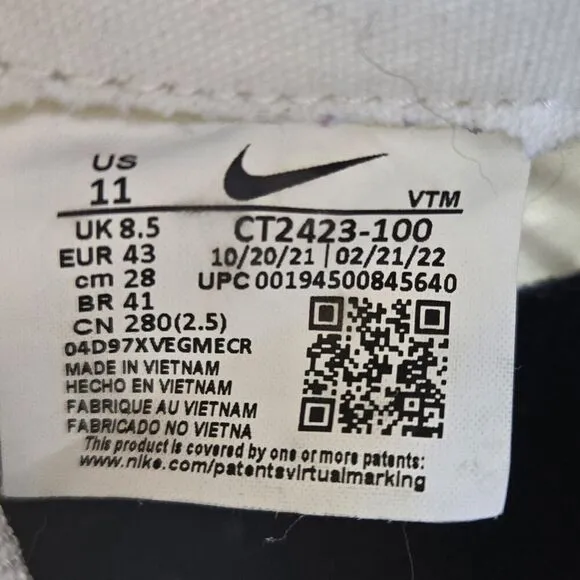 US
11
VTM
UK 8.5
CT2423-100
EUR 43
10/20/21 | 02/21/22
cm 28
UPC 00194500845640
BR 41
CN 280(2.5)
04D97XVEGMECR
MADE IN VIETNAM
HECHO EN VIETNAM
FABRIQUE AU VIETNAM
FABRICADO NO VIETNA
This product is covered by one or more patents:
www.nike.com/patentsvirtualmarking